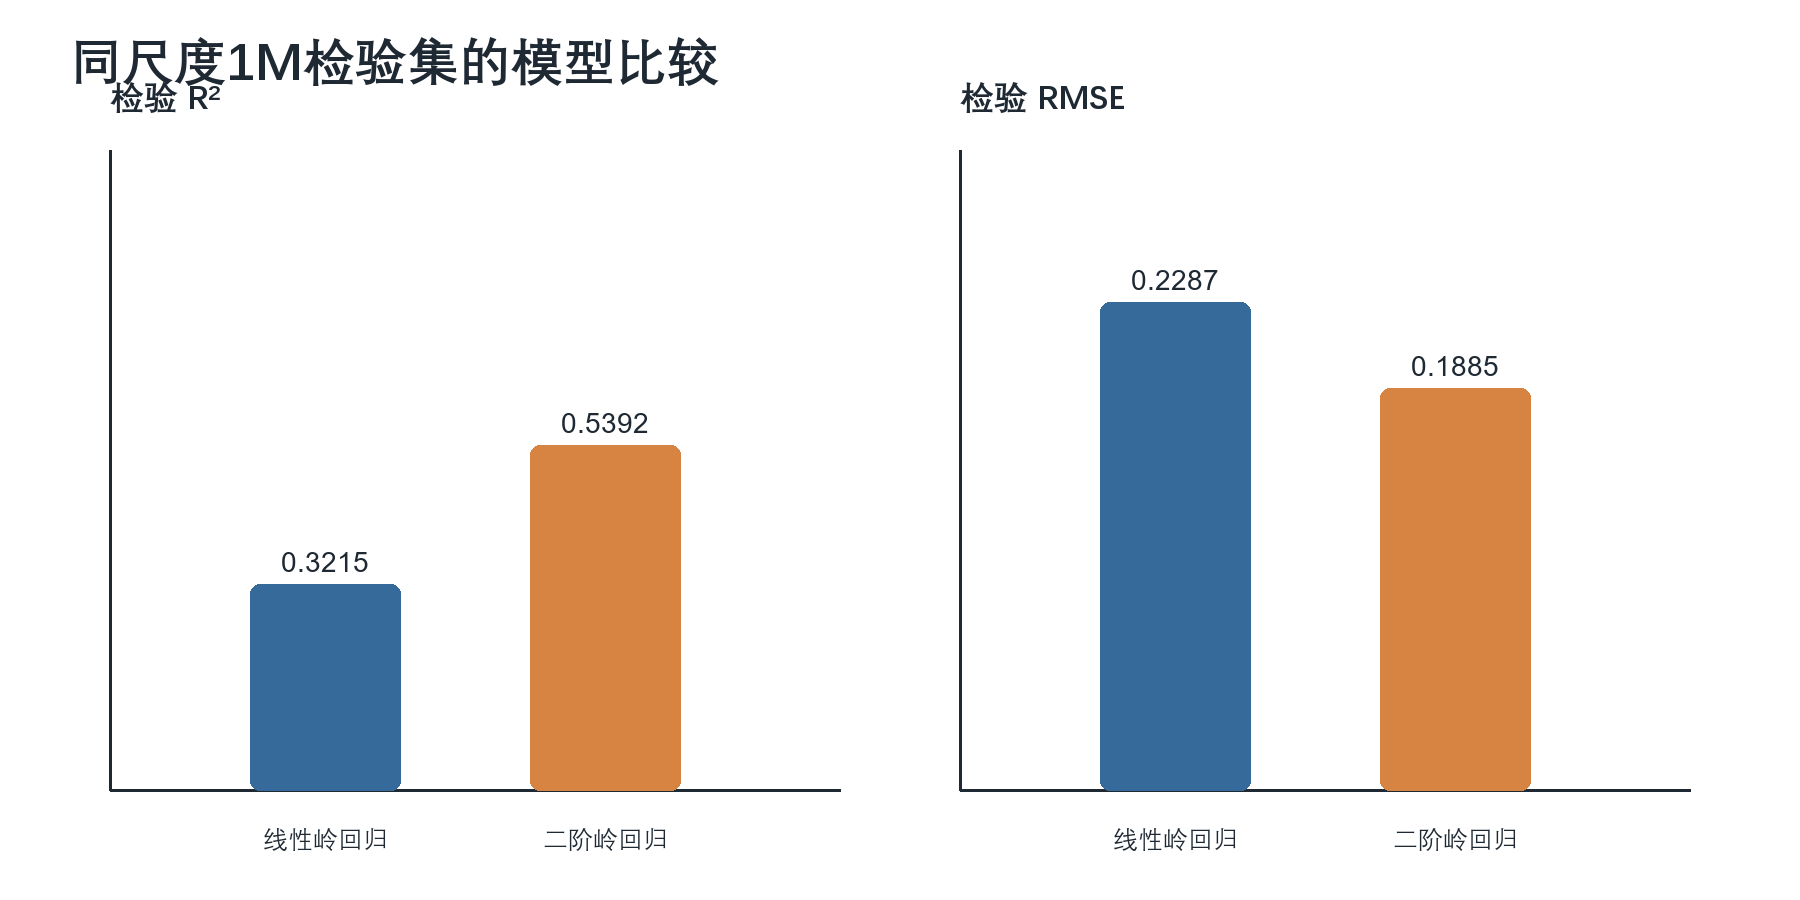 同尺度1M检验集的模型比较
检验 R²
0.3215
0.5392
线性岭回归
二阶岭回归
检验 RMSE
0.2287
0.1885
线性岭回归
二阶岭回归